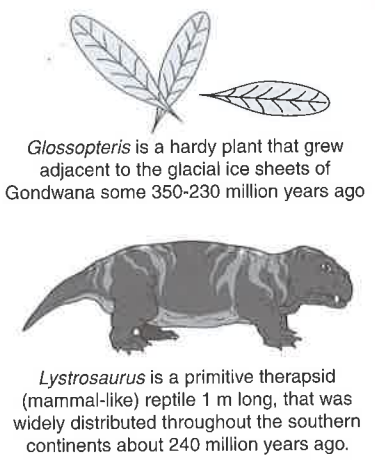 Glossopteris is a hardy plant that grew
adjacent to the glacial ice sheets of
Gondwana some 350-230 million years ago
Lystrosaurus is a primitive therapsid
(mammal-like) reptile 1 m long, that was
widely distributed throughout the southern
continents about 240 million years ago.